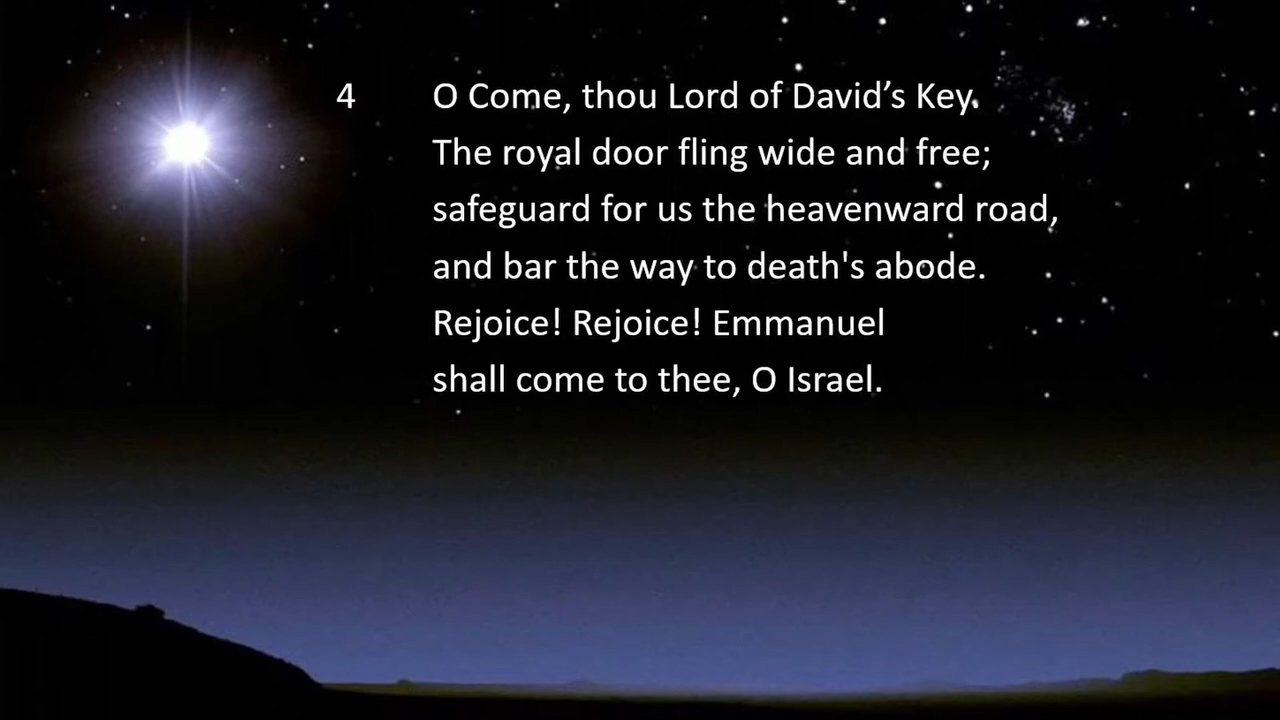 4 O Come, thou Lord of David’s Key.
The royal door fling wide and free;
safeguard for us the heavenward road,
and bar the way to death's abode.
Rejoice! Rejoice! Emmanuel
shall come to thee, O Israel.